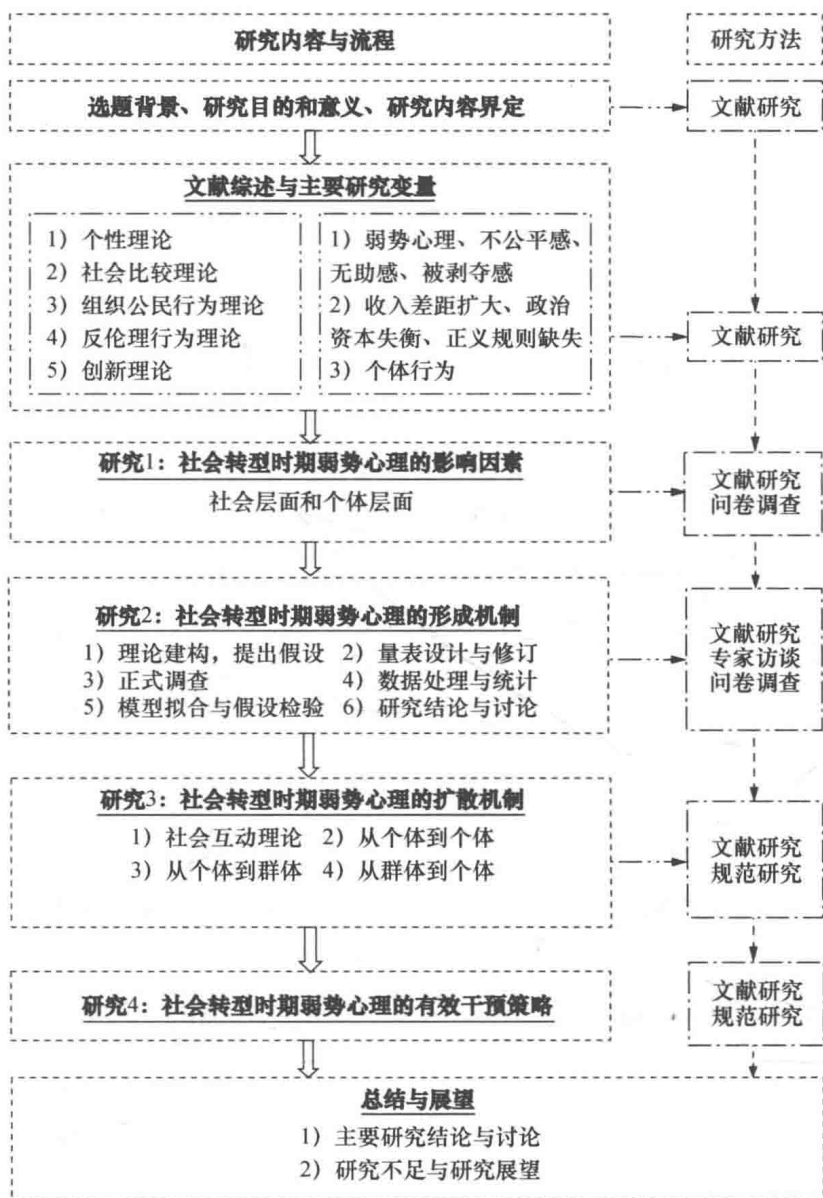 研究内容与流程
研究方法
选题背景、研究目的和意义、研究内容界定
文献研究
文献综述与主要研究变量
1）个性理论
2）社会比较理论
3）组织公民行为理论
4）反伦理行为理论
5）创新理论
1）弱势心理、不公平感、
无助感、被剥夺感
2）收入差距扩大、政治
资本失衡、正义规则缺失
3）个体行为
文献研究
研究1：社会转型时期弱势心理的影响因素
社会层面和个体层面
文献研究
问卷调查
研究2：社会转型时期弱势心理的形成机制
1）理论建构，提出假设 2）量表设计与修订
3）正式调查 4）数据处理与统计
5）模型拟合与假设检验 6）研究结论与讨论
文献研究
专家访谈
问卷调查
研究3：社会转型时期弱势心理的扩散机制
1）社会互动理论 2）从个体到个体
3）从个体到群体 4）从群体到个体
文献研究
规范研究
研究4：社会转型时期弱势心理的有效干预策略
文献研究
规范研究
总结与展望
1）主要研究结论与讨论
2）研究不足与研究展望